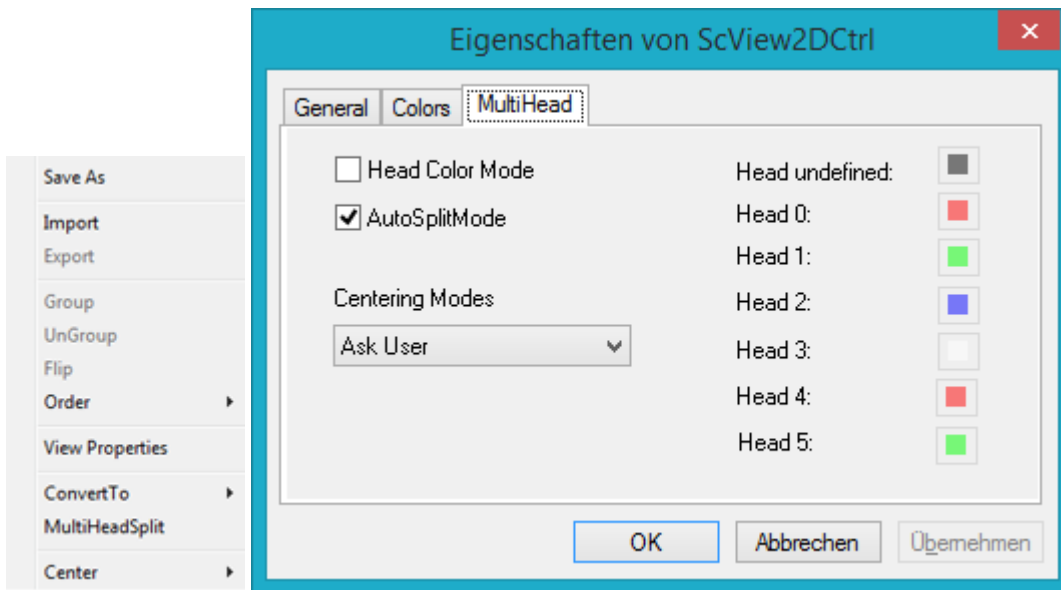 Save As
Import
Export
Group
UnGroup
Flip
Order
View Properties
ConvertTo
MultiHeadSplit
Center
Eigenschaften von ScView2DCtrl
General Colors MultiHead
Head Color Mode
AutoSplitMode
Centering Modes
Ask User
Head undefined:
Head 0:
Head 1:
Head 2:
Head 3:
Head 4:
Head 5:
OK Abbrechen Übernehmen